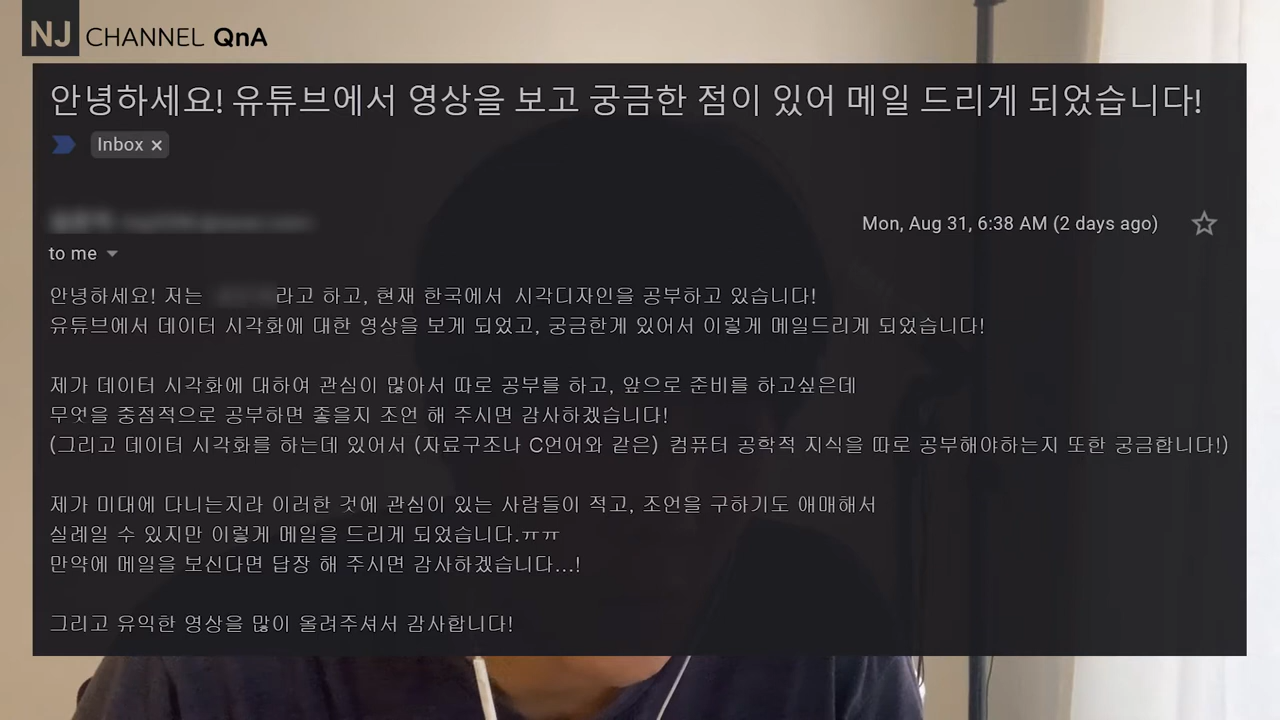 NJ CHANNEL QnA
안녕하세요! 유튜브에서 영상을 보고 궁금한 점이 있어 메일 드리게 되었습니다!
Inbox ×
Mon, Aug 31, 6:38 AM (2 days ago)
to me
안녕하세요! 저는 라고 하고, 현재 한국에서 시각디자인을 공부하고 있습니다!
유튜브에서 데이터 시각화에 대한 영상을 보게 되었고, 궁금한게 있어서 이렇게 메일드리게 되었습니다!
제가 데이터 시각화에 대하여 관심이 많아서 따로 공부를 하고, 앞으로 준비를 하고싶은데
무엇을 중점적으로 공부하면 좋을지 조언 해 주시면 감사하겠습니다!
(그리고 데이터 시각화를 하는데 있어서 (자료구조나 C언어와 같은) 컴퓨터 공학적 지식을 따로 공부해야하는지 또한 궁금합니다!)
제가 미대에 다니는지라 이러한 것에 관심이 있는 사람들이 적고, 조언을 구하기도 애매해서
실례일 수 있지만 이렇게 메일을 드리게 되었습니다.ㅠㅠ
만약에 메일을 보신다면 답장 해 주시면 감사하겠습니다...!
그리고 유익한 영상을 많이 올려주셔서 감사합니다!